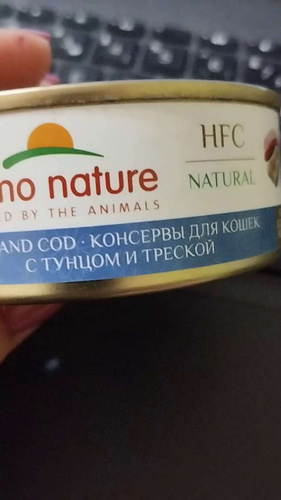 HFC
NATURAL
mo nature
D BY THE ANIMALS
AND COD · КОНСЕРВЫ ДЛЯ КОШЕК
С ТУНЦОМ И ТРЕСКОЙ